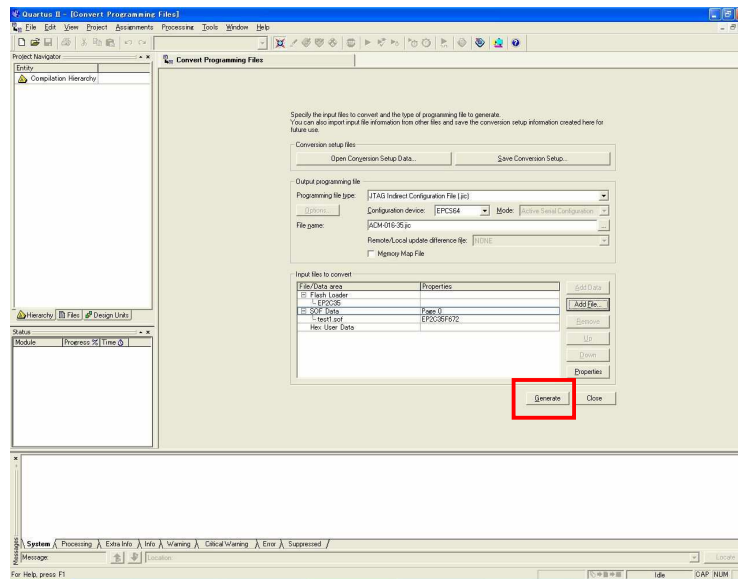 Quartus II - [Convert Programming Files]
File Edit View Project Assignments Processing Tools Window Help
Project Navigator
Entity
Compilation Hierarchy
Hierarchy Files Design Units
Status
Module Progress % Time
Convert Programming Files
Specify the input files to convert and the type of programming file to generate.
You can also import input file information from other files and save the conversion setup information created here for
future use.
Conversion setup files
Open Conversion Setup Data...
Save Conversion Setup...
Output programming file
Programming file type: JTAG Indirect Configuration File (.jic)
Options... Configuration device: EPCS64 Mode: Active Serial Configuration
File name: ACM-016-35.jic ...
Remote/Local update difference file: NONE
Memory Map File
Input files to convert
File/Data area Properties
Flash Loader
EP2C35
SOF Data Page_0
test1.sof EP2C35F672
Hex User Data
Add Data
Add File...
Remove
Up
Down
Properties
Generate Close
Messages
System Processing Extra Info Info Warning Critical Warning Error Suppressed
Message: Location: Locate
For Help, press F1 Idle CAP NUM